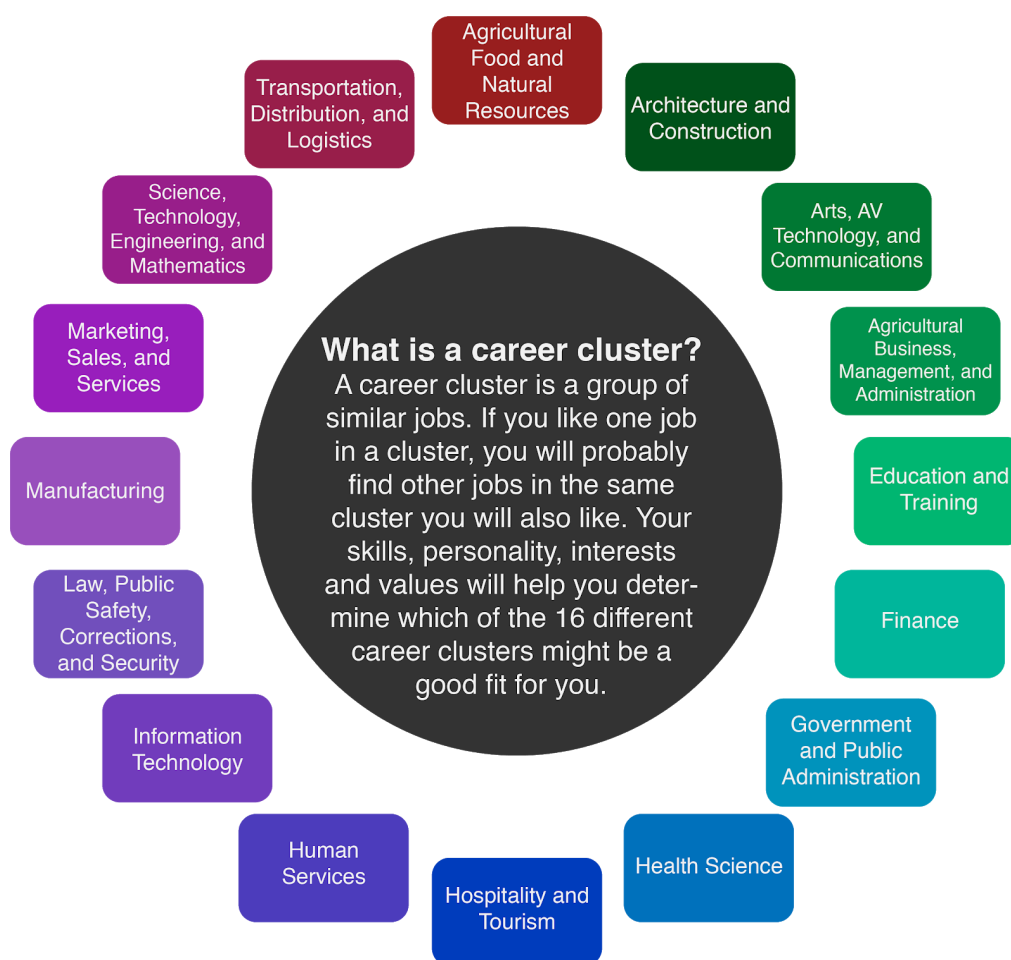 Agricultural
Food and
Natural
Resources
Architecture and
Construction
Arts, AV
Technology, and
Communications
Agricultural
Business,
Management, and
Administration
Education and
Training
Finance
Government
and Public
Administration
Health Science
Hospitality and
Tourism
Human
Services
Information
Technology
Law, Public
Safety,
Corrections,
and Security
Manufacturing
Marketing,
Sales, and
Services
Science,
Technology,
Engineering, and
Mathematics
Transportation,
Distribution, and
Logistics
What is a career cluster?
A career cluster is a group of
similar jobs. If you like one job
in a cluster, you will probably
find other jobs in the same
cluster you will also like. Your
skills, personality, interests
and values will help you deter-
mine which of the 16 different
career clusters might be a
good fit for you.